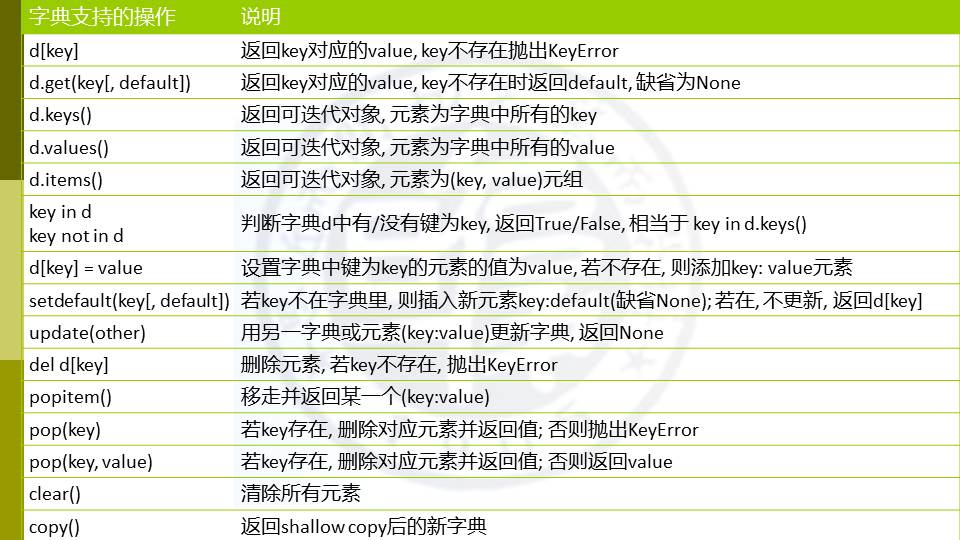 字典支持的操作 说明
d[key] 返回key对应的value, key不存在抛出KeyError
d.get(key[, default]) 返回key对应的value, key不存在时返回default, 缺省为None
d.keys() 返回可迭代对象, 元素为字典中所有的key
d.values() 返回可迭代对象, 元素为字典中所有的value
d.items() 返回可迭代对象, 元素为(key, value)元组
key in d
key not in d 判断字典d中有/没有键为key, 返回True/False, 相当于 key in d.keys()
d[key] = value 设置字典中键为key的元素的值为value, 若不存在, 则添加key: value元素
setdefault(key[, default]) 若key不在字典里, 则插入新元素key:default(缺省None); 若在, 不更新, 返回d[key]
update(other) 用另一字典或元素(key:value)更新字典, 返回None
del d[key] 删除元素, 若key不存在, 抛出KeyError
popitem() 移走并返回某一个(key:value)
pop(key) 若key存在, 删除对应元素并返回值; 否则抛出KeyError
pop(key, value) 若key存在, 删除对应元素并返回值; 否则返回value
clear() 清除所有元素
copy() 返回shallow copy后的新字典